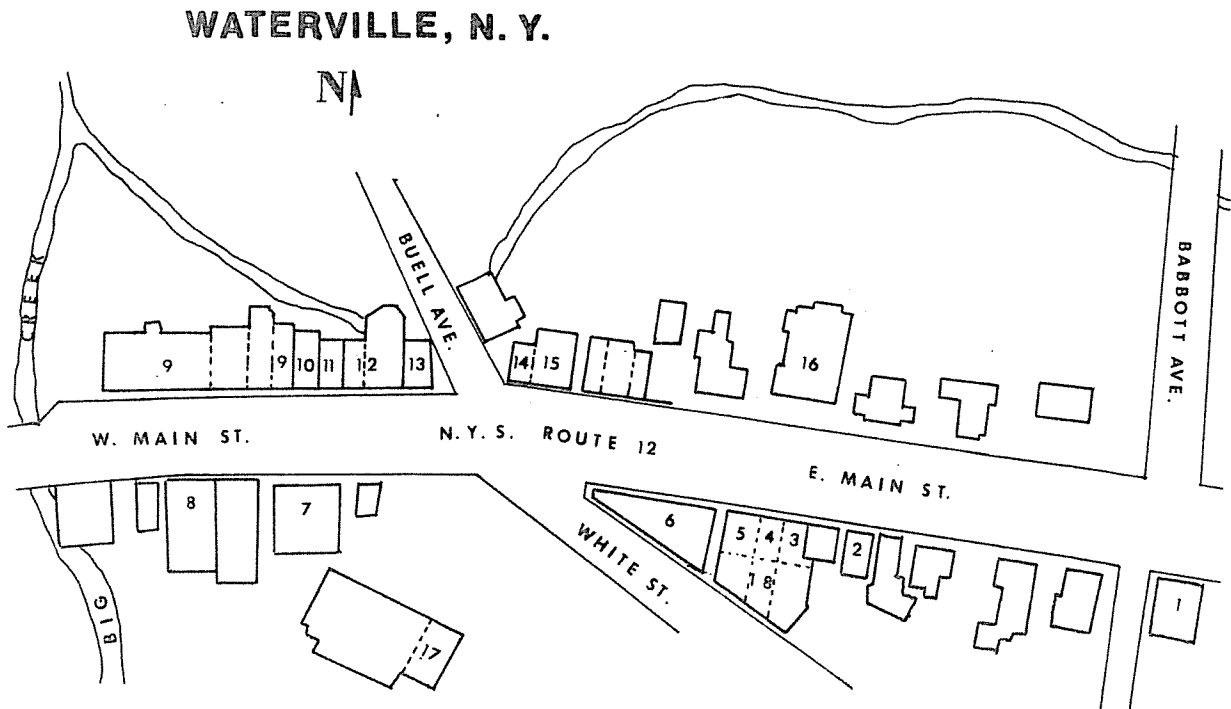 WATERVILLE, N.Y.
N
BIG CREEK
BUELL AVE.
BABBOTT AVE.
9
9
10
11
12
13
14
15
16
W. MAIN ST.
N.Y.S. ROUTE 12
E. MAIN ST.
WHITE ST.
8
7
6
5
4
3
2
1
18
17